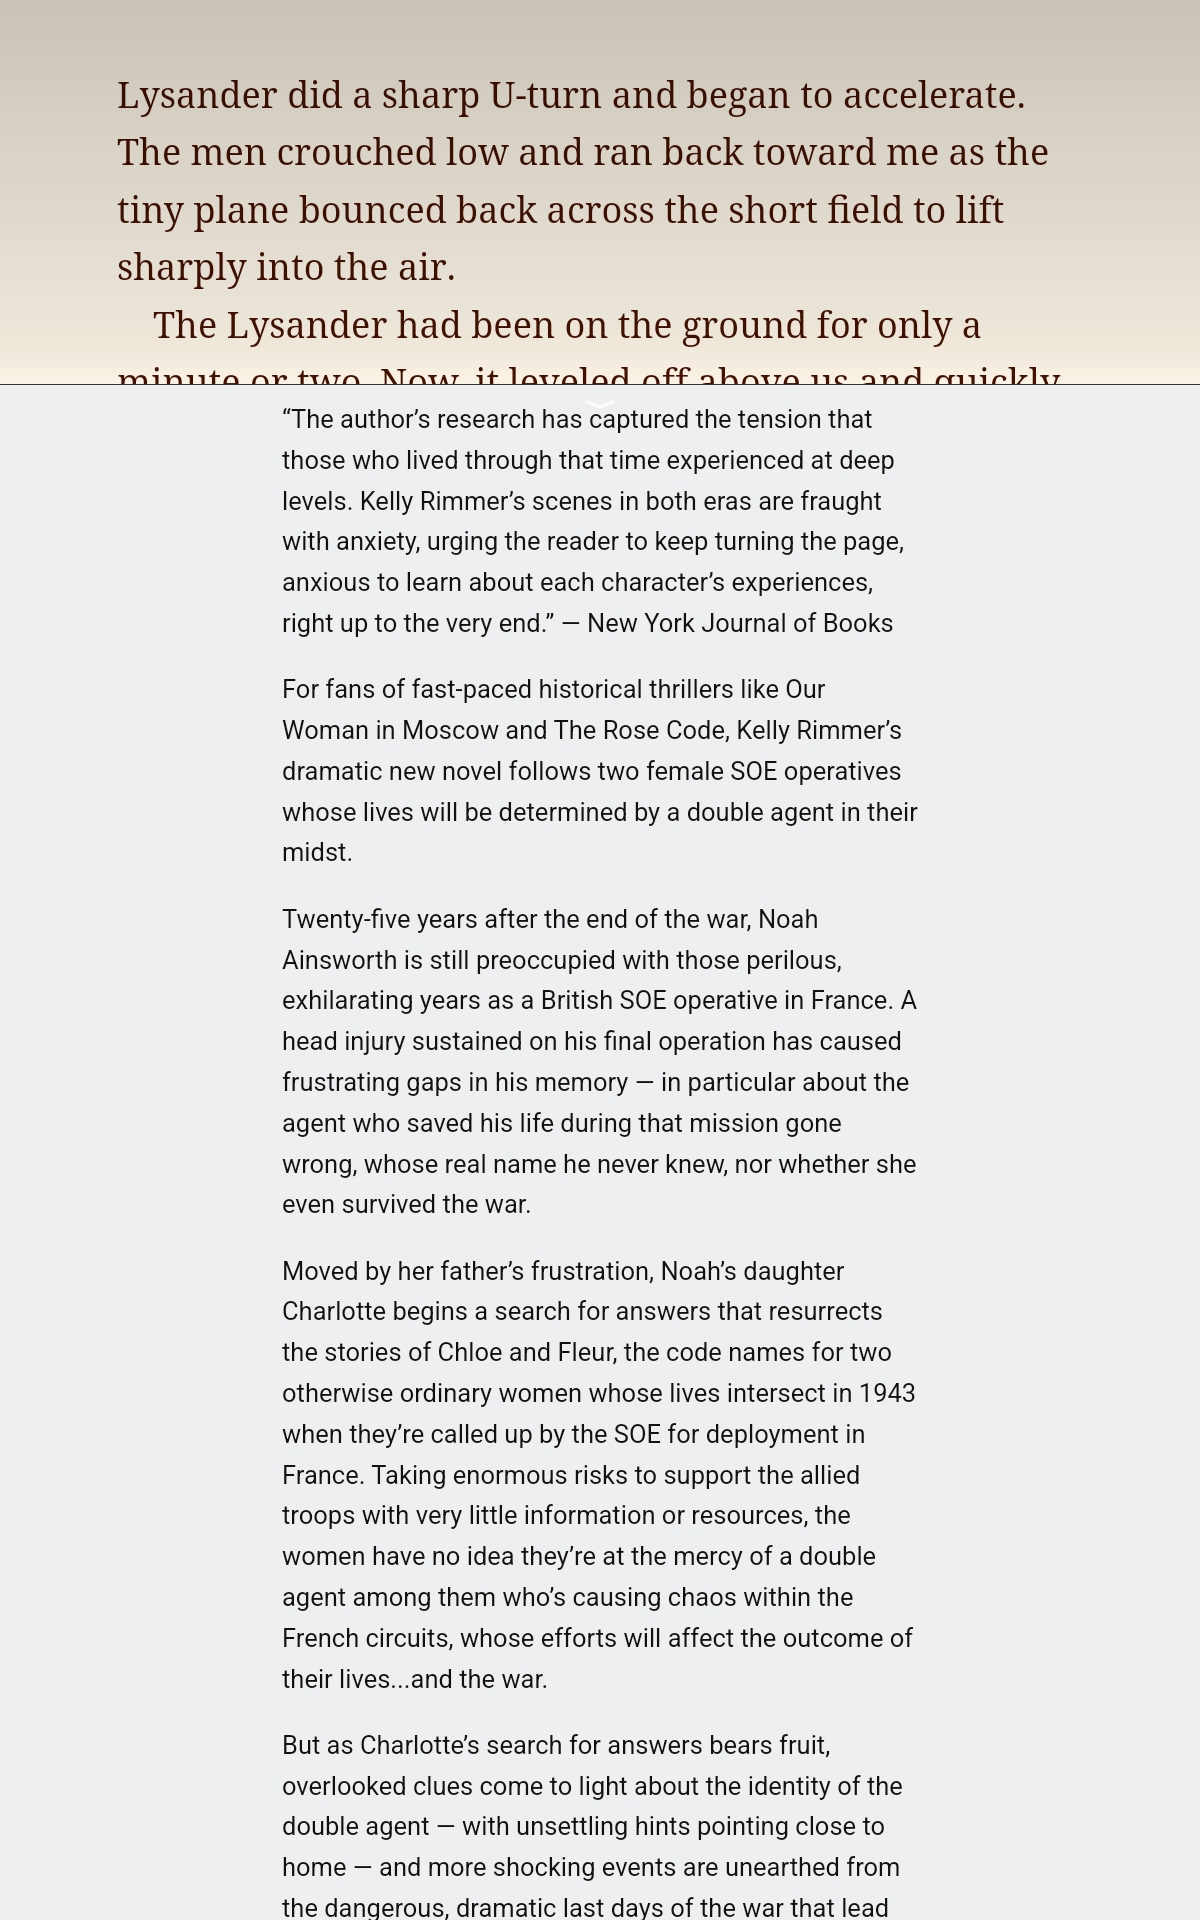 Lysander did a sharp U-turn and began to accelerate.
The men crouched low and ran back toward me as the
tiny plane bounced back across the short field to lift
sharply into the air.
The Lysander had been on the ground for only a
minute or two. Now, it leveled off above us and quickly
“The author’s research has captured the tension that
those who lived through that time experienced at deep
levels. Kelly Rimmer’s scenes in both eras are fraught
with anxiety, urging the reader to keep turning the page,
anxious to learn about each character’s experiences,
right up to the very end.” — New York Journal of Books
For fans of fast-paced historical thrillers like Our
Woman in Moscow and The Rose Code, Kelly Rimmer’s
dramatic new novel follows two female SOE operatives
whose lives will be determined by a double agent in their
midst.
Twenty-five years after the end of the war, Noah
Ainsworth is still preoccupied with those perilous,
exhilarating years as a British SOE operative in France. A
head injury sustained on his final operation has caused
frustrating gaps in his memory — in particular about the
agent who saved his life during that mission gone
wrong, whose real name he never knew, nor whether she
even survived the war.
Moved by her father’s frustration, Noah’s daughter
Charlotte begins a search for answers that resurrects
the stories of Chloe and Fleur, the code names for two
otherwise ordinary women whose lives intersect in 1943
when they’re called up by the SOE for deployment in
France. Taking enormous risks to support the allied
troops with very little information or resources, the
women have no idea they’re at the mercy of a double
agent among them who’s causing chaos within the
French circuits, whose efforts will affect the outcome of
their lives...and the war.
But as Charlotte’s search for answers bears fruit,
overlooked clues come to light about the identity of the
double agent — with unsettling hints pointing close to
home — and more shocking events are unearthed from
the dangerous, dramatic last days of the war that lead